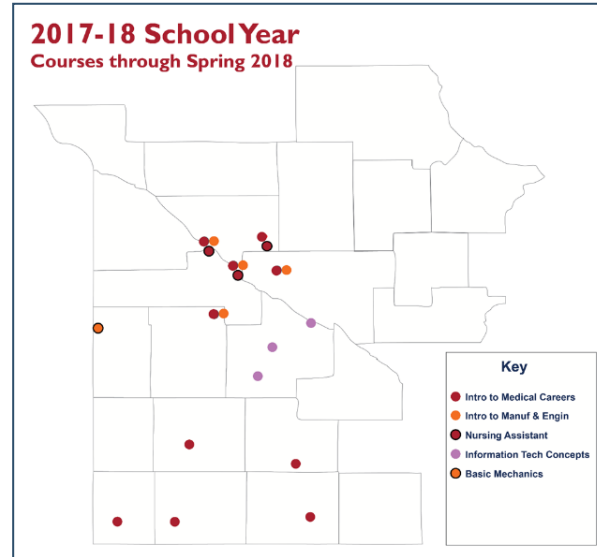 2017-18 School Year
Courses through Spring 2018
Key
Intro to Medical Careers
Intro to Manuf & Engin
Nursing Assistant
Information Tech Concepts
Basic Mechanics